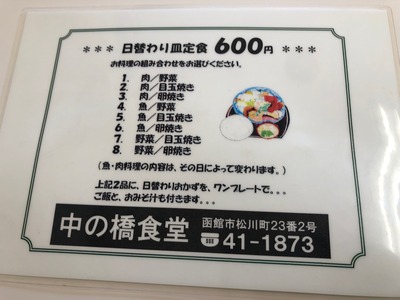 ＊＊＊ 日替わり皿定食 600円 ＊＊＊
お料理の組み合わせをお選びください。
1. 肉／野菜
2. 肉／目玉焼き
3. 肉／卵焼き
4. 魚／野菜
5. 魚／目玉焼き
6. 魚／卵焼き
7. 野菜／目玉焼き
8. 野菜／卵焼き
（魚・肉料理の内容は、その日によって変わります。）
上記2品に、日替わりおかずを、ワンプレートで。。。
ご飯と、おみそ汁も付きます。。。
中の橋食堂 函館市松川町23番2号
41-1873